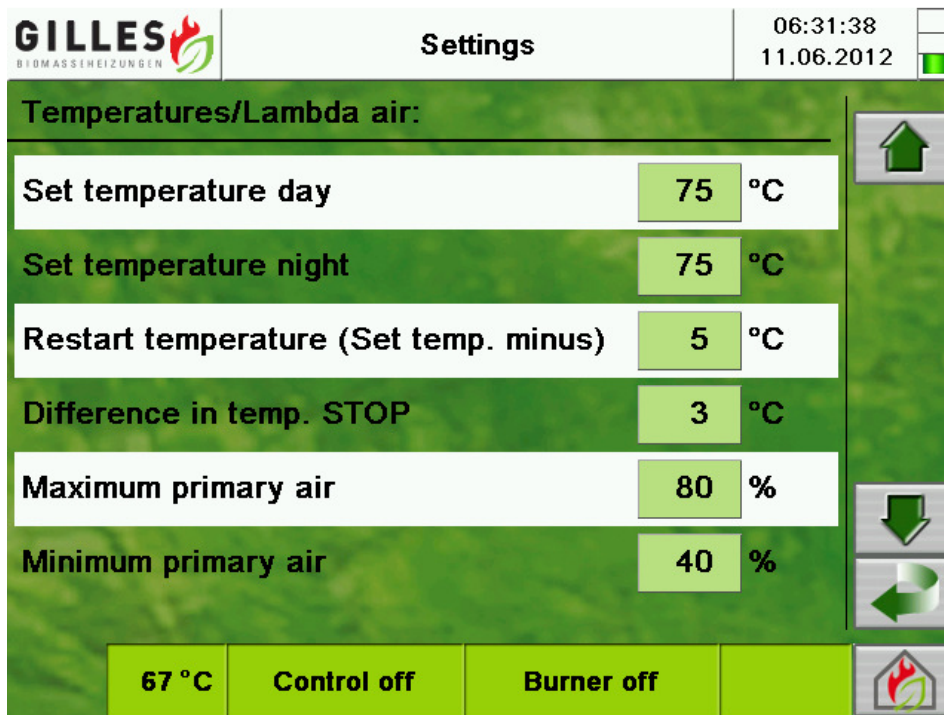 GILLES
BIOMASSEHEIZUNGEN
Settings
06:31:38
11.06.2012
Temperatures/Lambda air:
Set temperature day 75 °C
Set temperature night 75 °C
Restart temperature (Set temp. minus) 5 °C
Difference in temp. STOP 3 °C
Maximum primary air 80 %
Minimum primary air 40 %
67 °C Control off Burner off